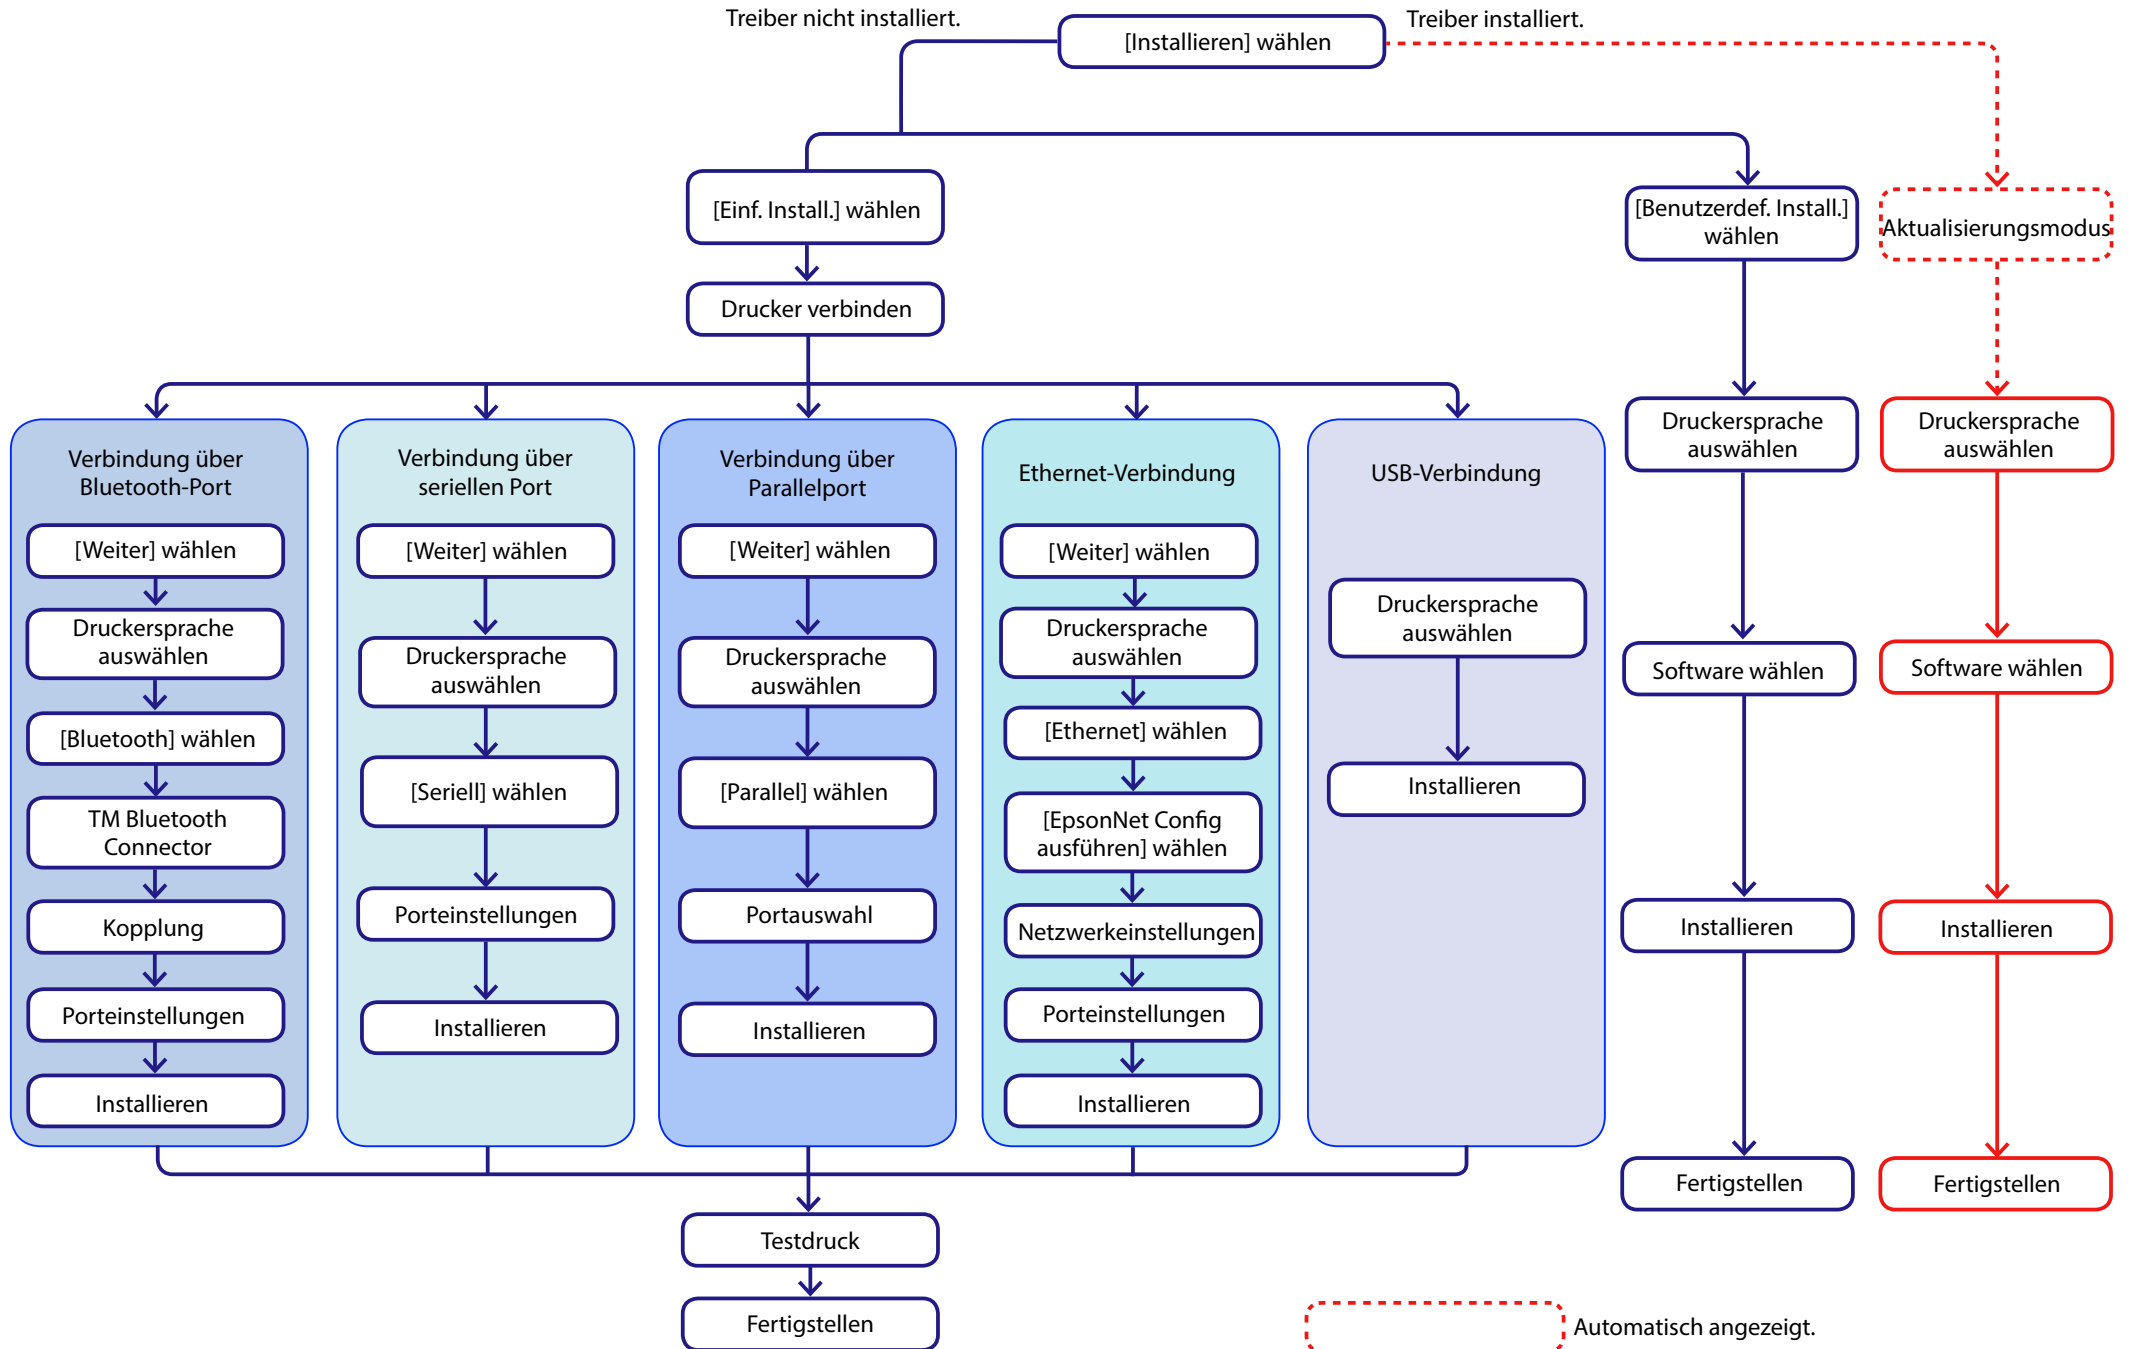 Treiber nicht installiert.
[Installieren] wählen
Treiber installiert.
[Einf. Install.] wählen
[Benutzerdef. Install.]
wählen
Aktualisierungsmodus
Drucker verbinden
Verbindung über
Bluetooth-Port
[Weiter] wählen
Druckersprache
auswählen
[Bluetooth] wählen
TM Bluetooth
Connector
Kopplung
Porteinstellungen
Installieren
Verbindung über
seriellen Port
[Weiter] wählen
Druckersprache
auswählen
[Seriell] wählen
Porteinstellungen
Installieren
Verbindung über
Parallelport
[Weiter] wählen
Druckersprache
auswählen
[Parallel] wählen
Portauswahl
Installieren
Ethernet-Verbindung
[Weiter] wählen
Druckersprache
auswählen
[Ethernet] wählen
[EpsonNet Config
ausführen] wählen
Netzwerkeinstellungen
Porteinstellungen
Installieren
USB-Verbindung
Druckersprache
auswählen
Installieren
Druckersprache
auswählen
Software wählen
Installieren
Fertigstellen
Druckersprache
auswählen
Software wählen
Installieren
Fertigstellen
Testdruck
Fertigstellen
Automatisch angezeigt.